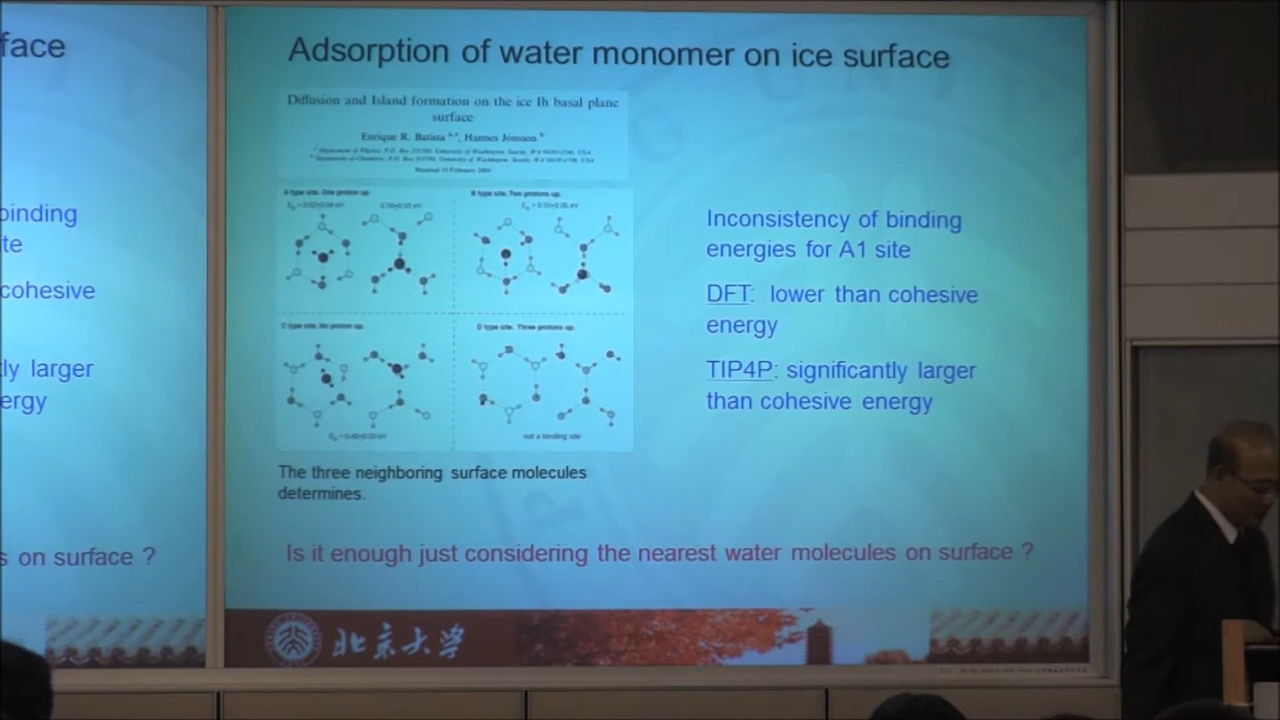 face
binding
te
cohesive
tly larger
ergy
s on surface ?
Adsorption of water monomer on ice surface
Diffusion and Island formation on the ice Ih basal plane
surface
Enrique R. Batista, Hannes Jónsson
A type site. One proton up
B type site. Two protons up.
C type site. No proton up.
D type site. Three protons up.
not a binding site
The three neighboring surface molecules
determines.
Inconsistency of binding
energies for A1 site
DFT: lower than cohesive
energy
TIP4P: significantly larger
than cohesive energy
Is it enough just considering the nearest water molecules on surface ?
北京大学